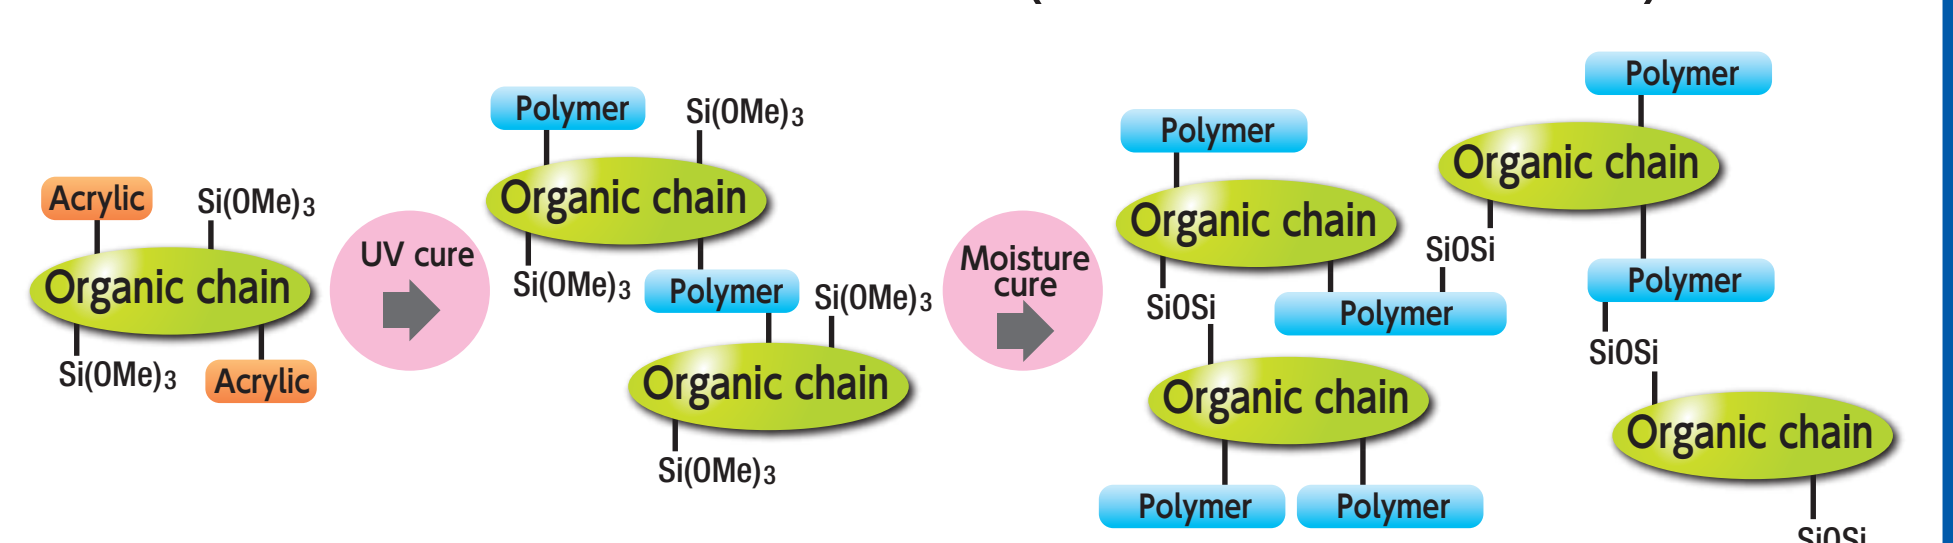 Acrylic
Si(OMe)3
Organic chain
Si(OMe)3
Acrylic
UV cure
Polymer
Si(OMe)3
Organic chain
Si(OMe)3
Polymer
Si(OMe)3
Organic chain
Si(OMe)3
Moisture
cure
Polymer
Organic chain
SiOSi
Polymer
SiOSi
Organic chain
Polymer
Polymer
Polymer
Organic chain
Polymer
SiOSi
Organic chain
SiOSi